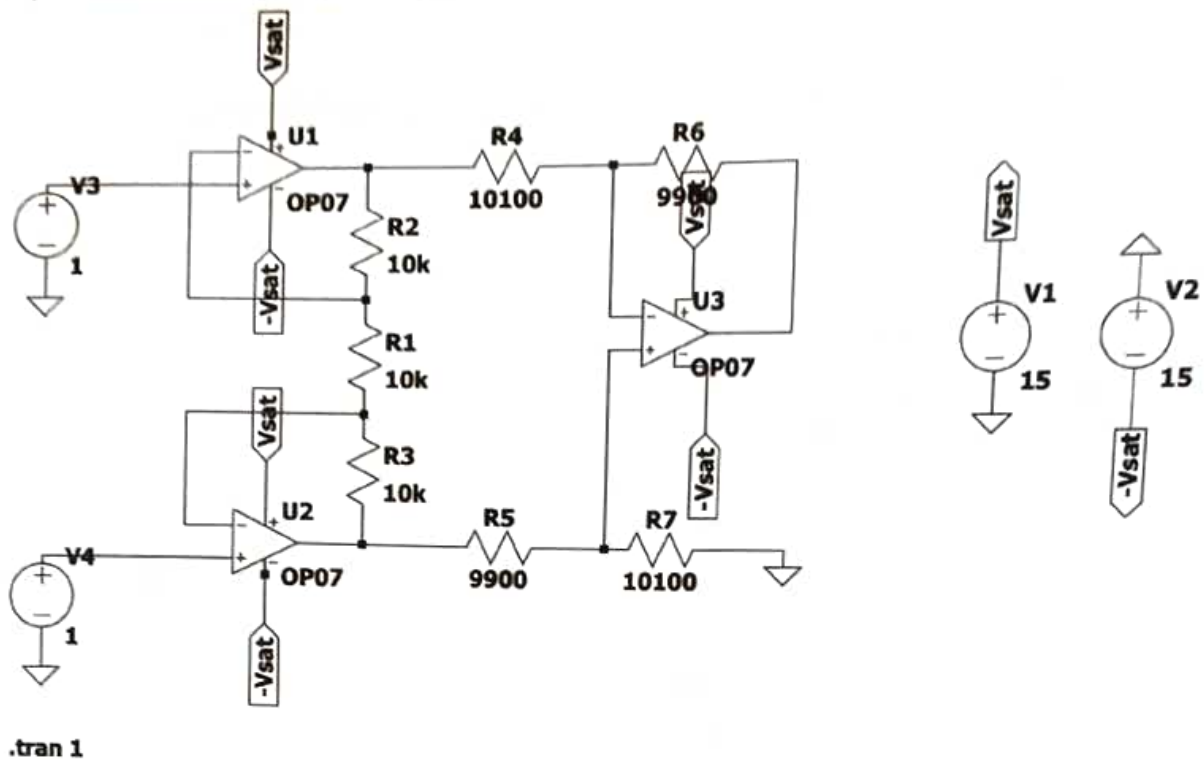 Vsat
U1
V3
OP07
1
-Vsat
R2
10k
R4
10100
R6
9900
Vsat
U3
OP07
-Vsat
R1
10k
Vsat
R3
10k
U2
V4
OP07
1
-Vsat
R5
9900
R7
10100
Vsat
V1
15
V2
15
-Vsat
.tran 1